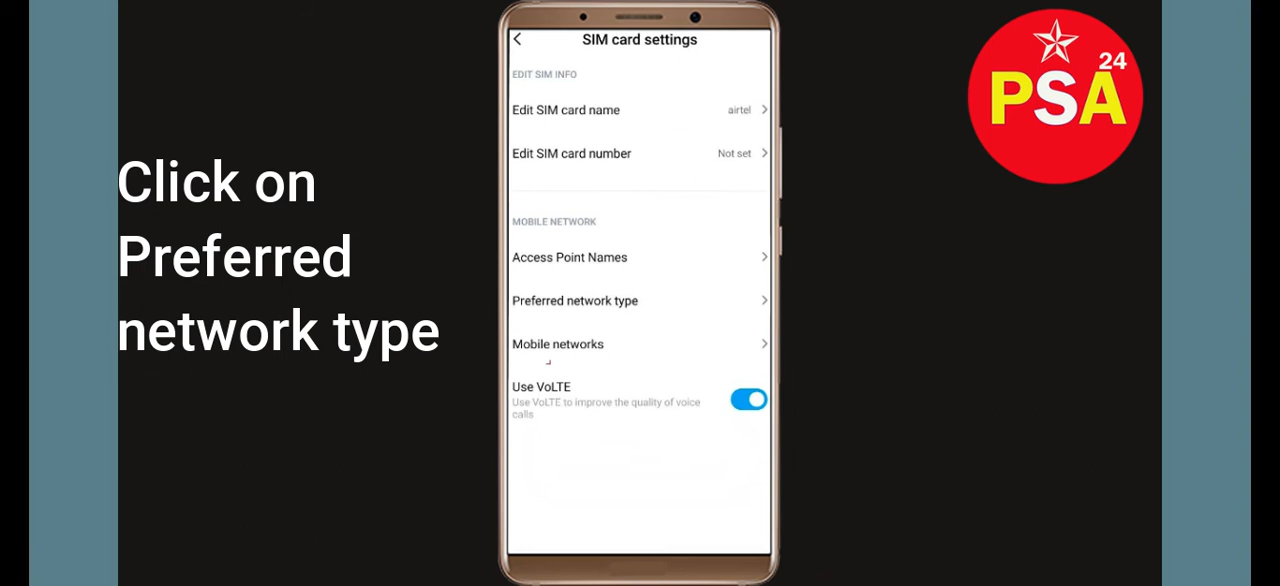 Click on
Preferred
network type
SIM card settings
EDIT SIM INFO
Edit SIM card name airtel
Edit SIM card number Not set
MOBILE NETWORK
Access Point Names
Preferred network type
Mobile networks
Use VoLTE
Use VoLTE to improve the quality of voice
calls
24
PSA